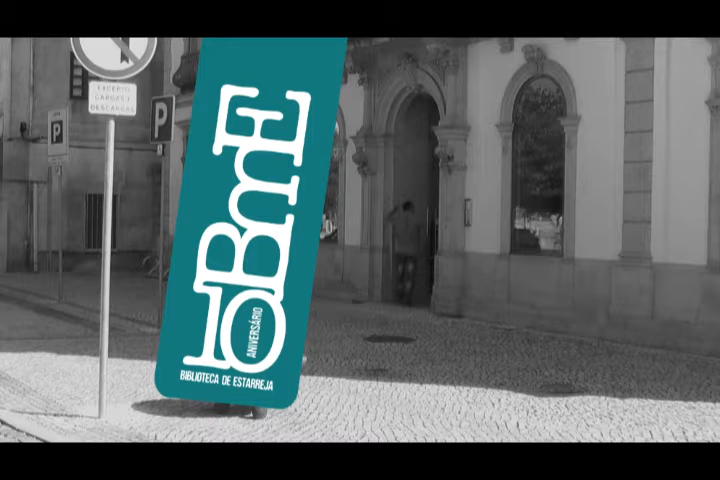 EXCEPTO
CARGAS E
DESCARGAS
P
P
BmE
10
ANIVERSÁRIO
BIBLIOTECA DE ESTARREJA